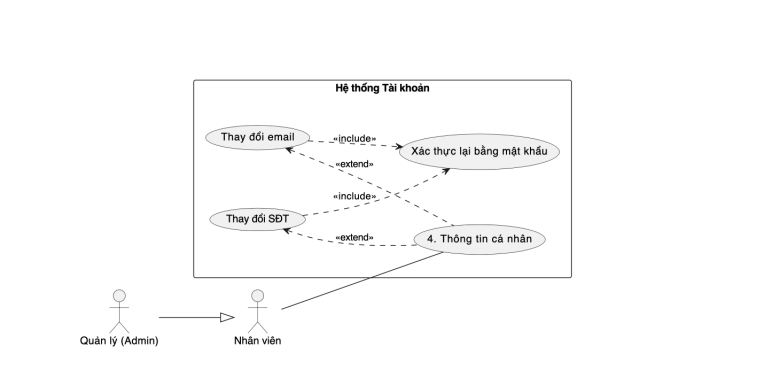 Hệ thống Tài khoản
Thay đổi email
«include»
Xác thực lại bằng mật khẩu
«extend»
«include»
Thay đổi SĐT
«extend»
4. Thông tin cá nhân
Quản lý (Admin)
Nhân viên